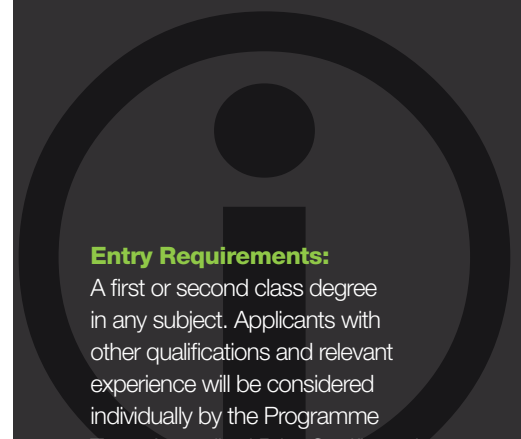 Entry Requirements:
A first or second class degree
in any subject. Applicants with
other qualifications and relevant
experience will be considered
individually by the Programme